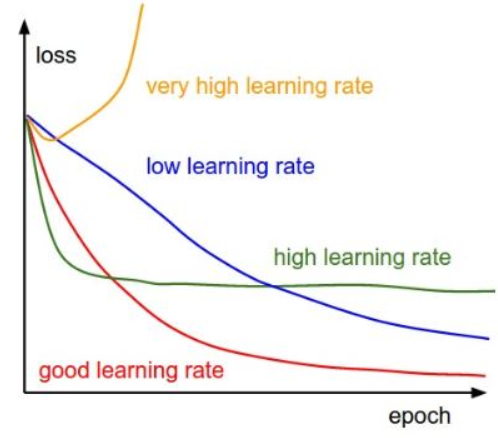 loss
very high learning rate
low learning rate
high learning rate
good learning rate
epoch